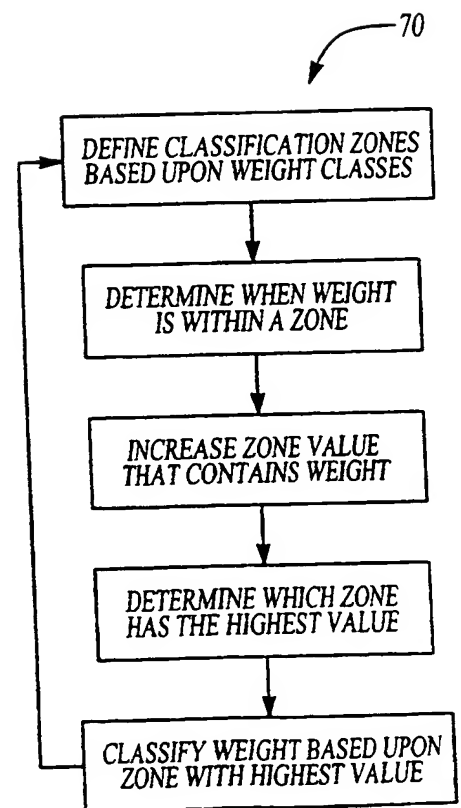 70
DEFINE CLASSIFICATION ZONES
BASED UPON WEIGHT CLASSES
DETERMINE WHEN WEIGHT
IS WITHIN A ZONE
INCREASE ZONE VALUE
THAT CONTAINS WEIGHT
DETERMINE WHICH ZONE
HAS THE HIGHEST VALUE
CLASSIFY WEIGHT BASED UPON
ZONE WITH HIGHEST VALUE